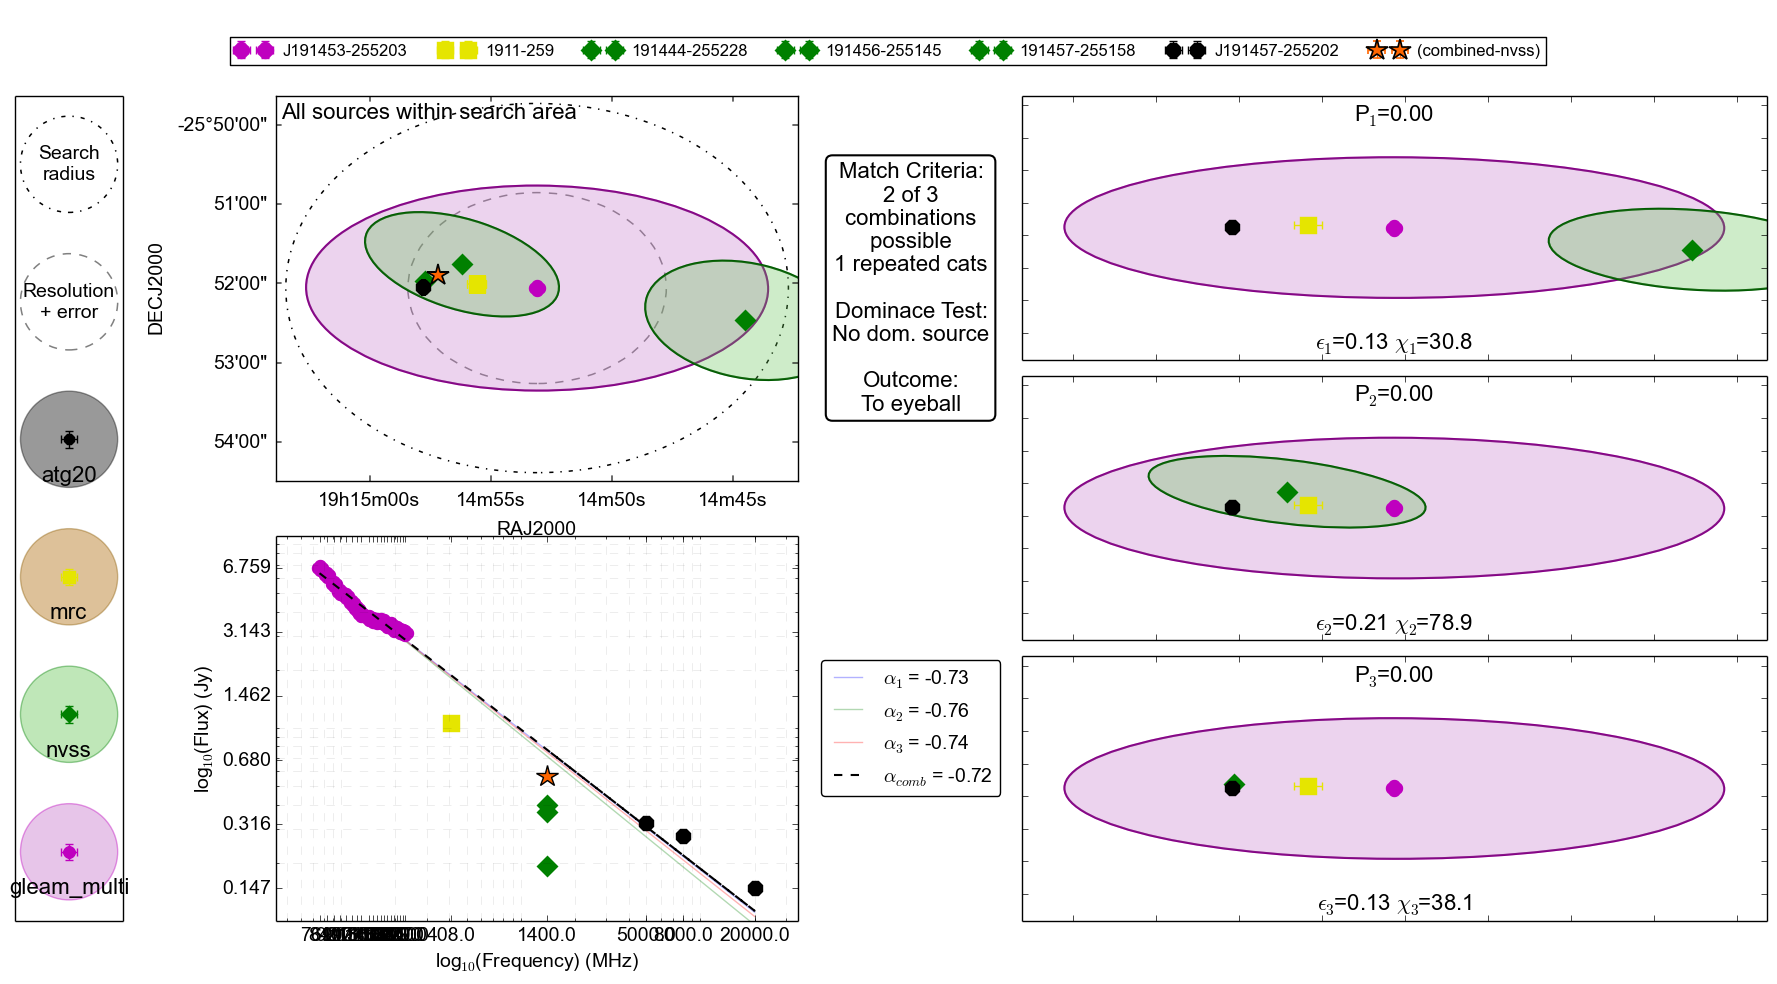 J191453-255203
1911-259
191444-255228
191456-255145
191457-255158
J191457-255202
(combined-nvss)
Search
radius
Resolution
+ error
atg20
mrc
nvss
gleam_multi
All sources within search area
-25°50'00"
51'00"
52'00"
53'00"
54'00"
DECJ2000
19h15m00s
14m55s
14m50s
14m45s
RAJ2000
Match Criteria:
2 of 3
combinations
possible
1 repeated cats
Dominace Test:
No dom. source
Outcome:
To eyeball
P1=0.00
ϵ1=0.13 χ1=30.8
P2=0.00
ϵ2=0.21 χ2=78.9
P3=0.00
ϵ3=0.13 χ3=38.1
6.759
3.143
1.462
0.680
0.316
0.147
log10(Flux) (Jy)
408.0
1400.0
5000.0
8000.0
20000.0
log10(Frequency) (MHz)
α1 = -0.73
α2 = -0.76
α3 = -0.74
αcomb = -0.72